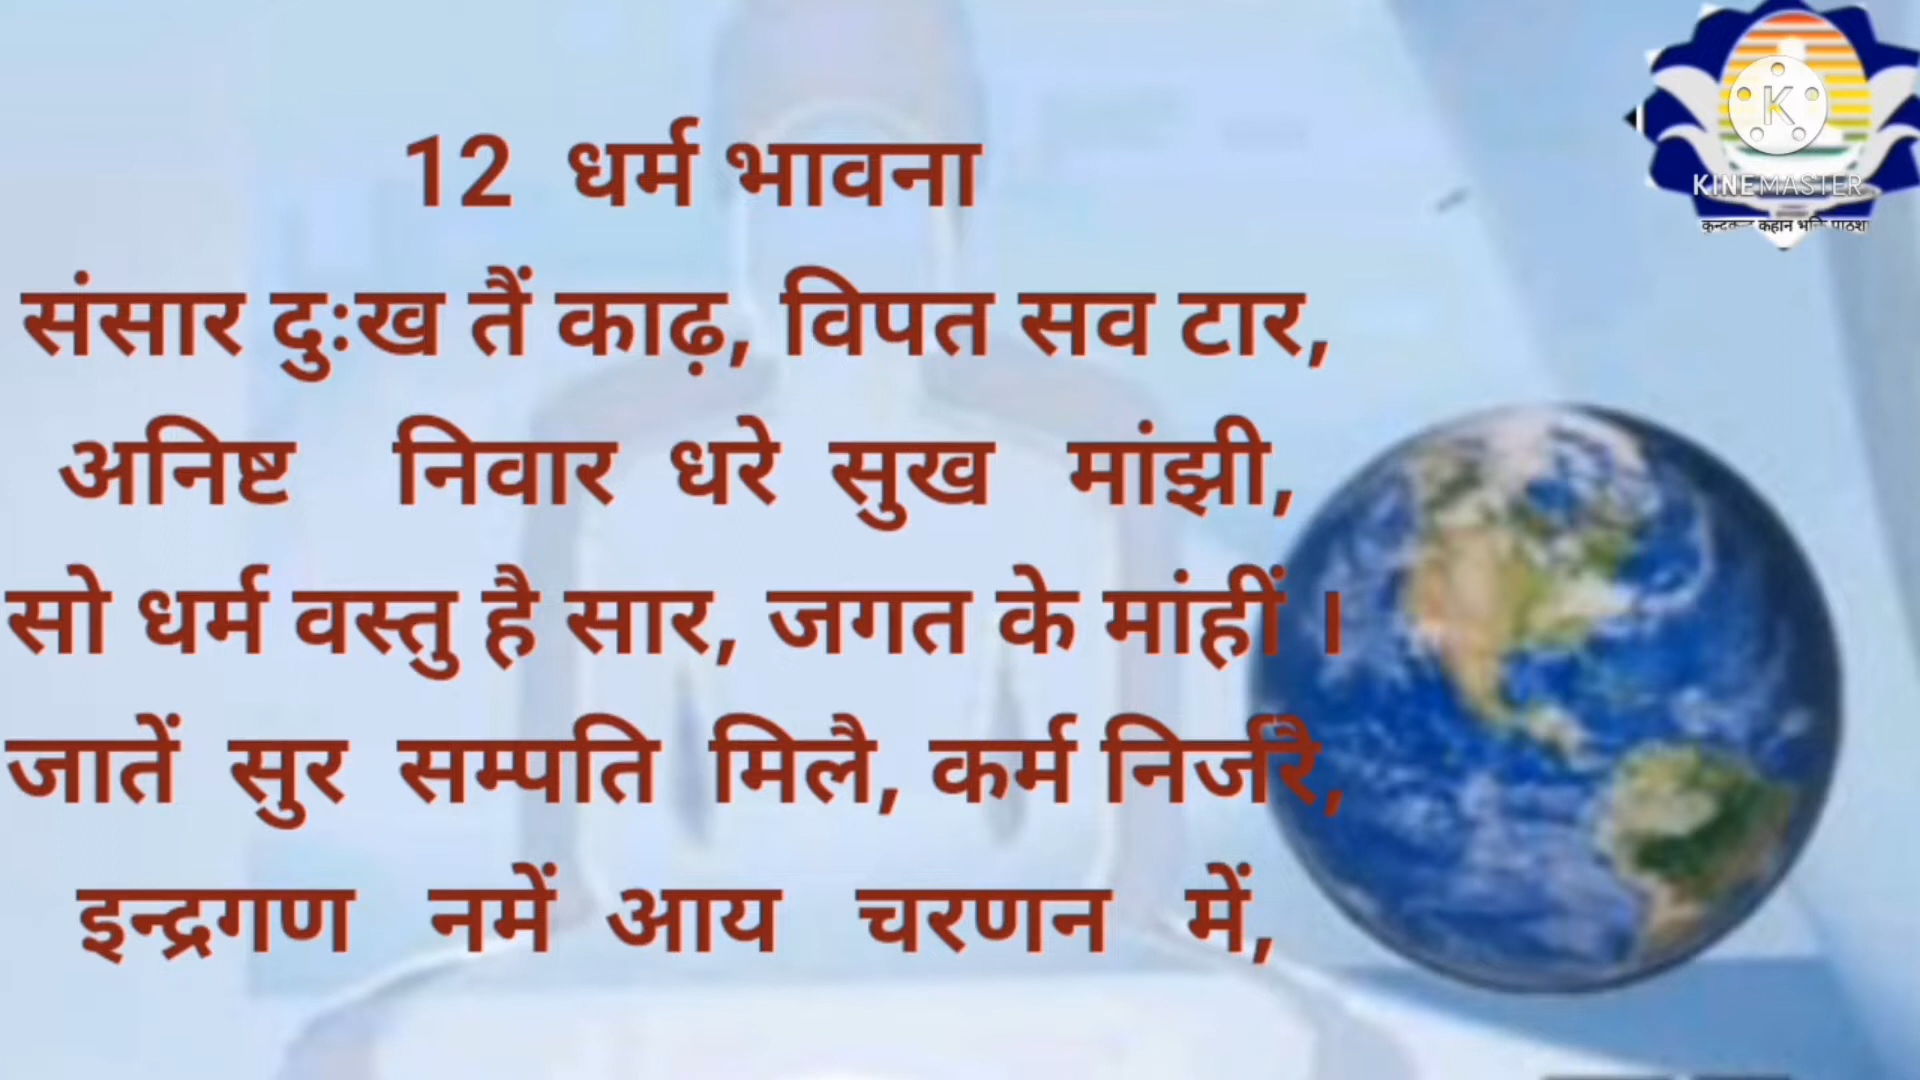 12 धर्म भावना
संसार दुःख तैं काढ़, विपत सव टार,
अनिष्ट निवार धरे सुख मांझी,
सो धर्म वस्तु है सार, जगत के मांहीं ।
जातें सुर सम्पति मिलै, कर्म निर्जरै,
इन्द्रगण नमें आय चरणन में,
K
KINEMASTER
कहान